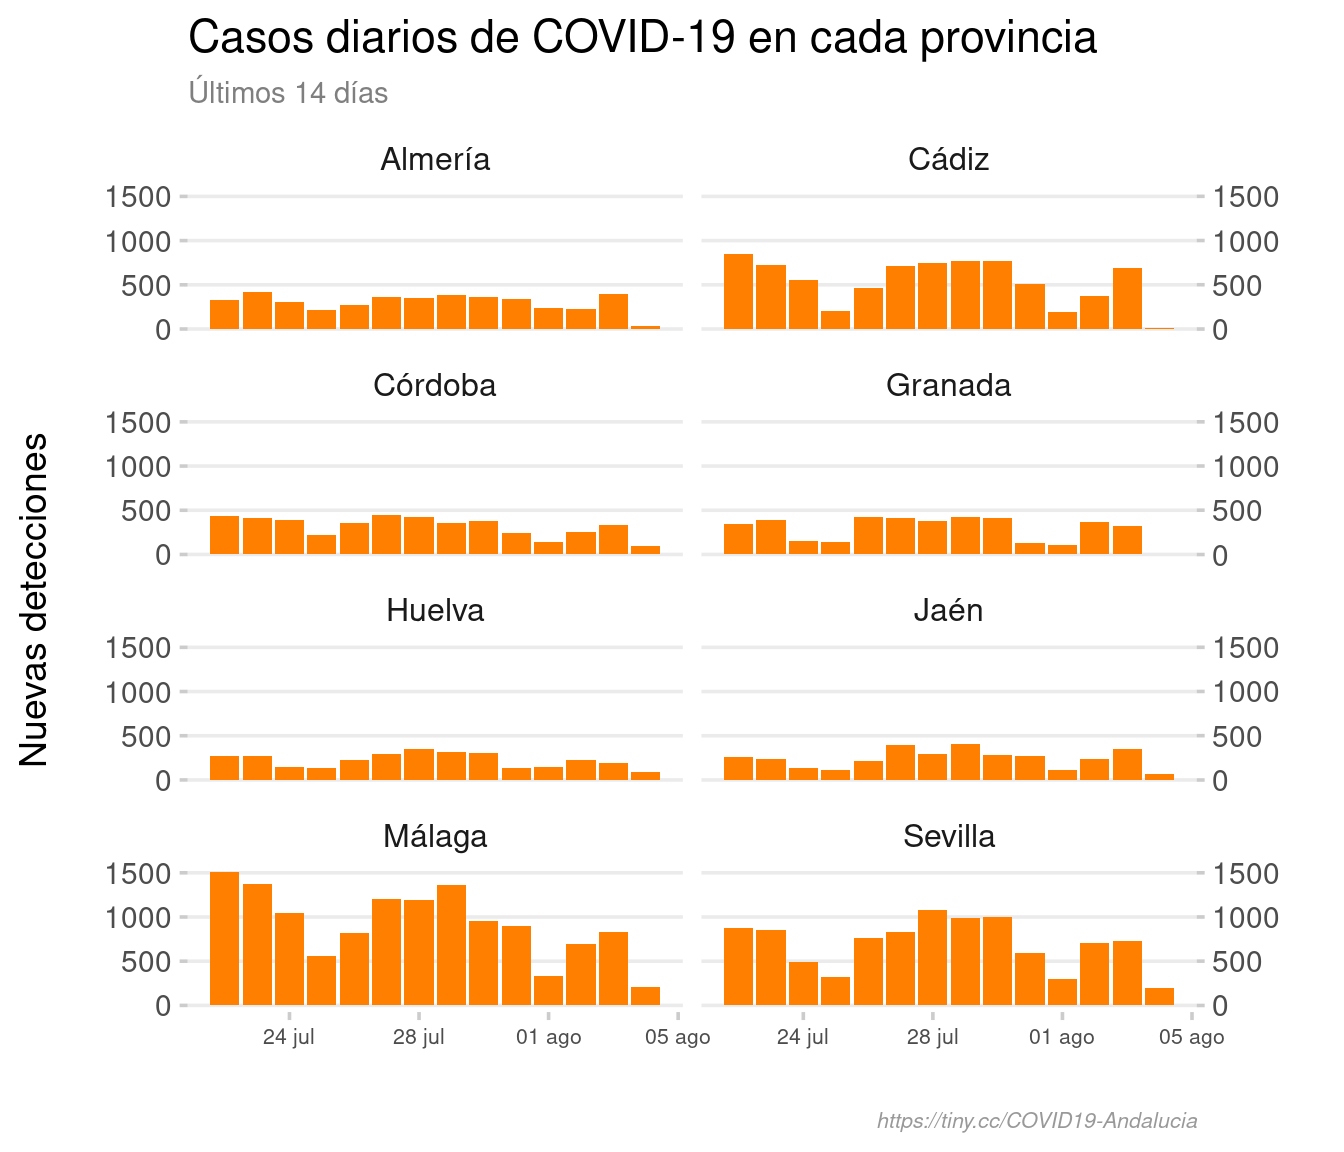 Casos diarios de COVID-19 en cada provincia
Últimos 14 días
Nuevas detecciones
Almería
Cádiz
1500
1000
500
0
1500
1000
500
0
Córdoba
Granada
1500
1000
500
0
1500
1000
500
0
Huelva
Jaén
1500
1000
500
0
1500
1000
500
0
Málaga
Sevilla
1500
1000
500
0
1500
1000
500
0
24 jul 28 jul 01 ago 05 ago
24 jul 28 jul 01 ago 05 ago
https://tiny.cc/COVID19-Andalucia